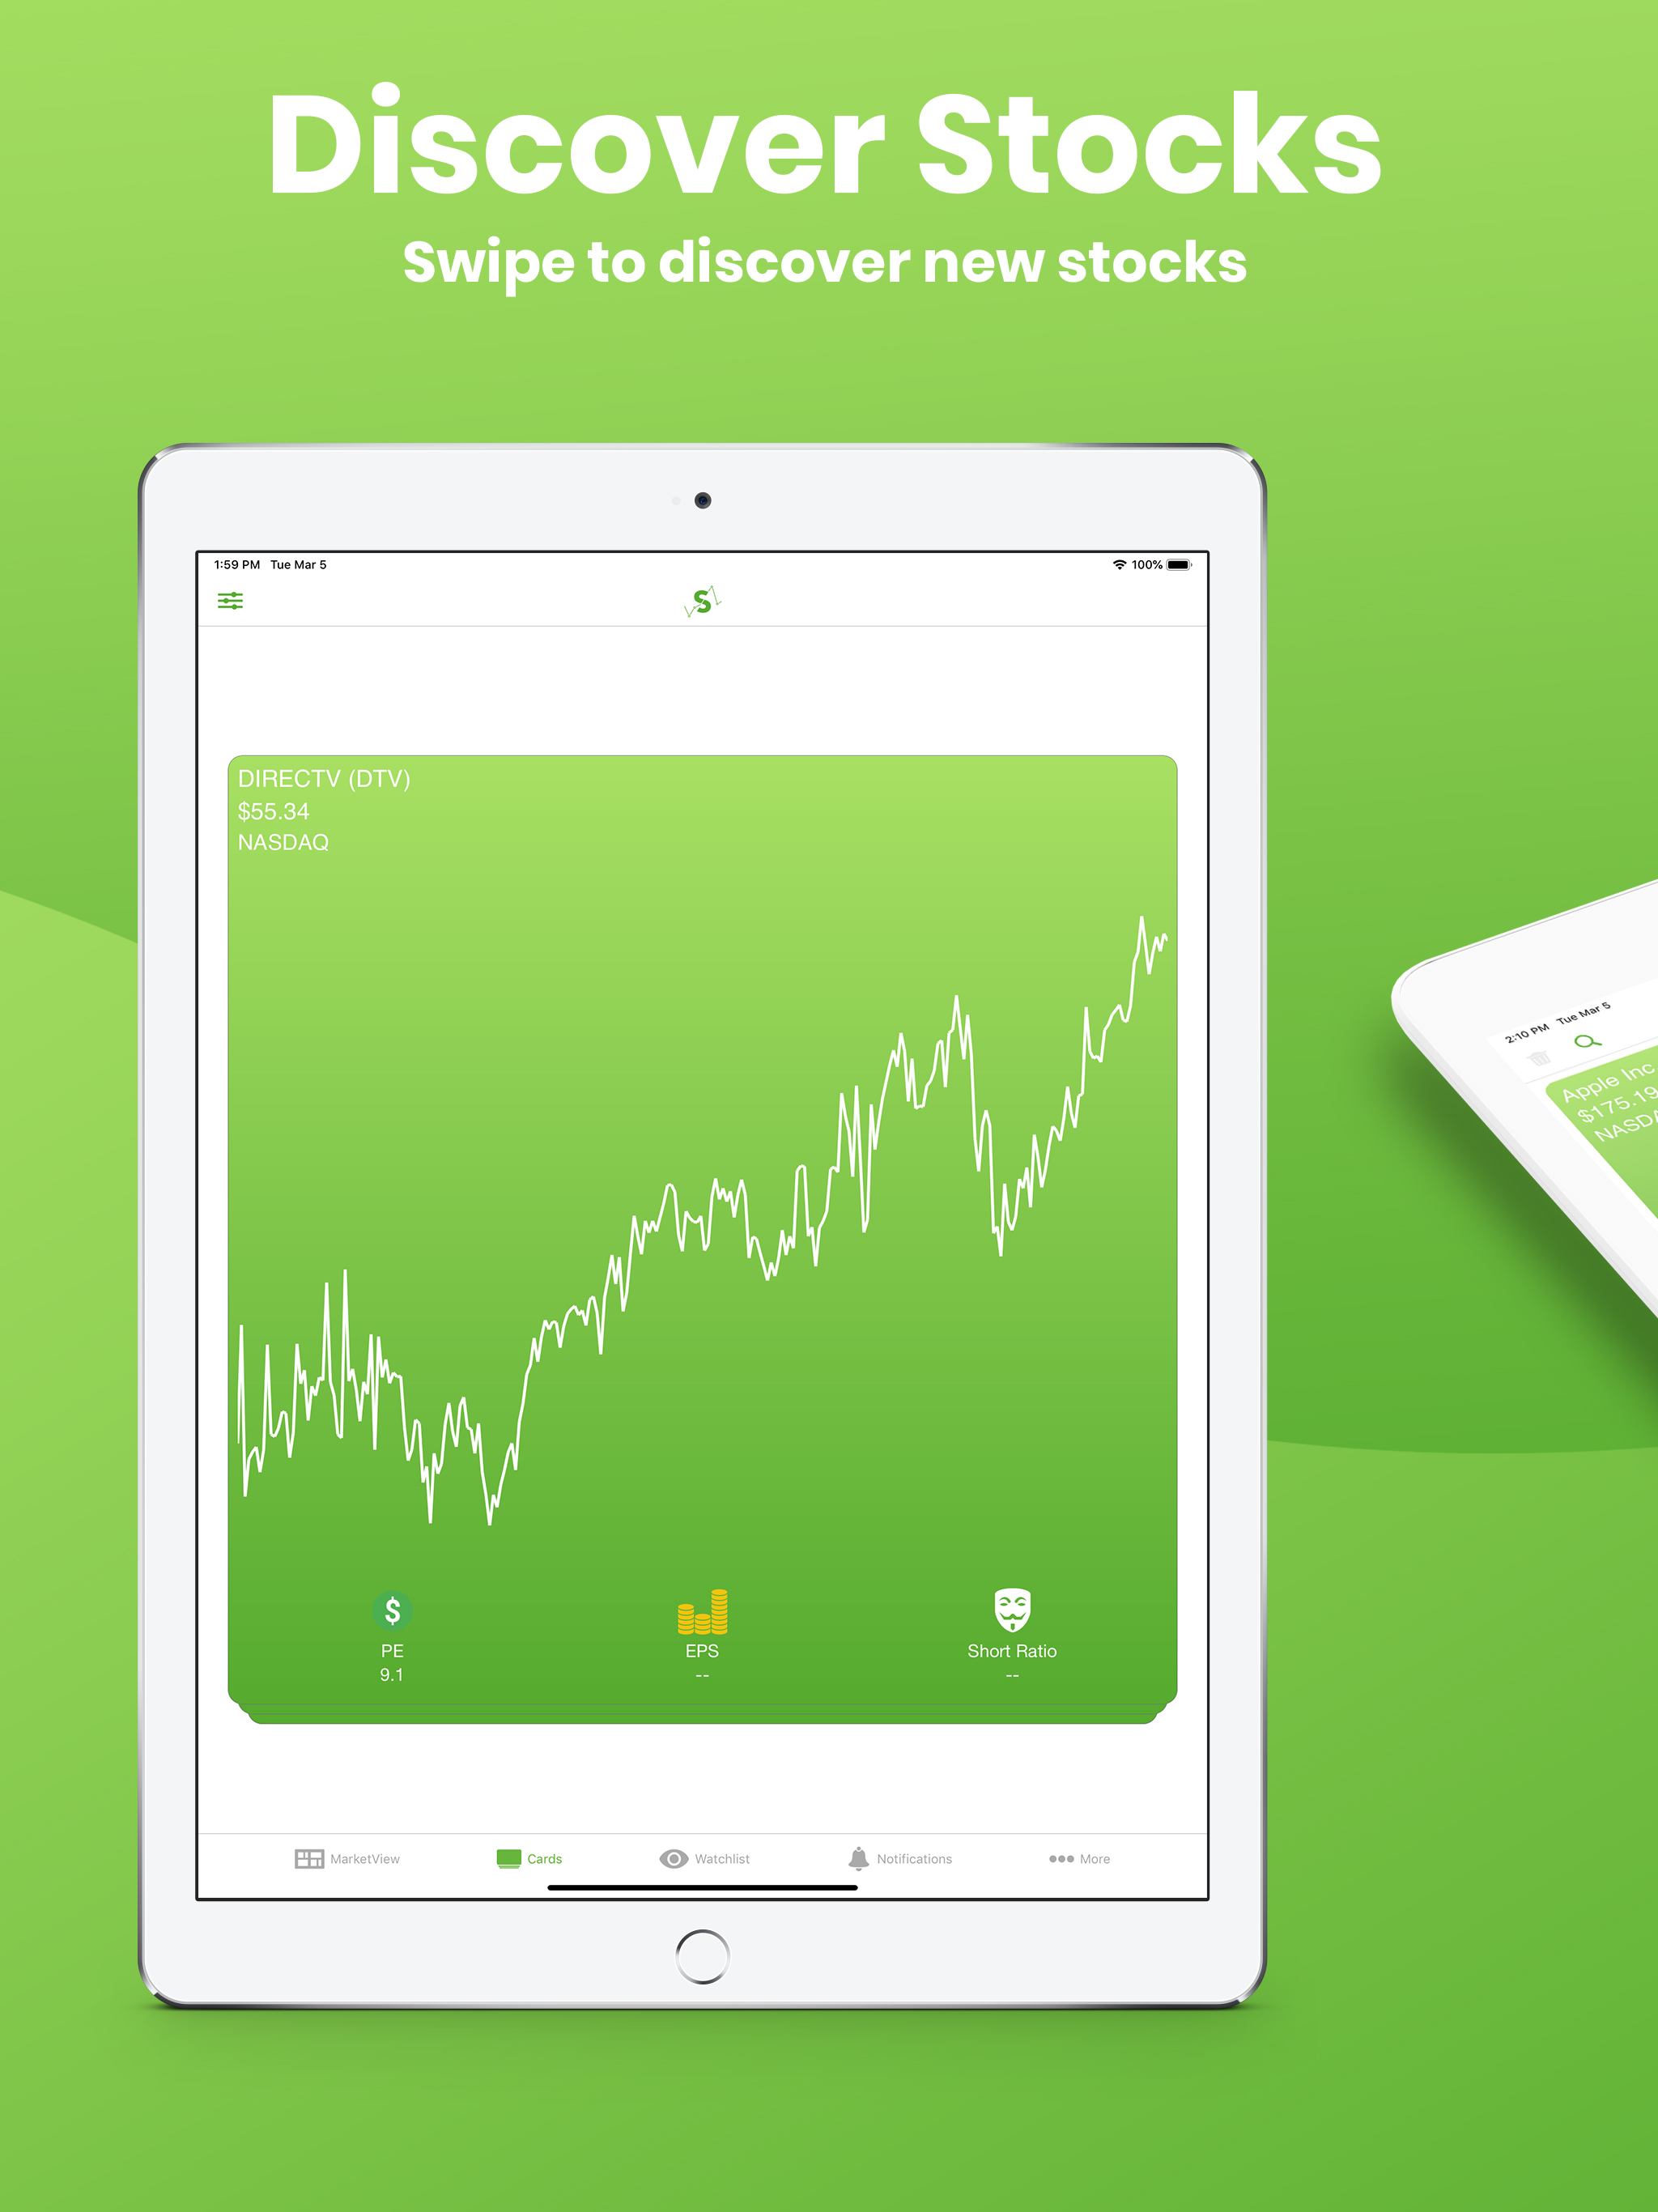 Discover Stocks
Swipe to discover new stocks
1:59 PM Tue Mar 5
100%
S
DIRECTV (DTV)
$55.34
NASDAQ
$
PE
9.1
EPS
--
Short Ratio
--
MarketView
Cards
Watchlist
Notifications
More
2:10 PM Tue Mar 5
Apple Inc
$175.19